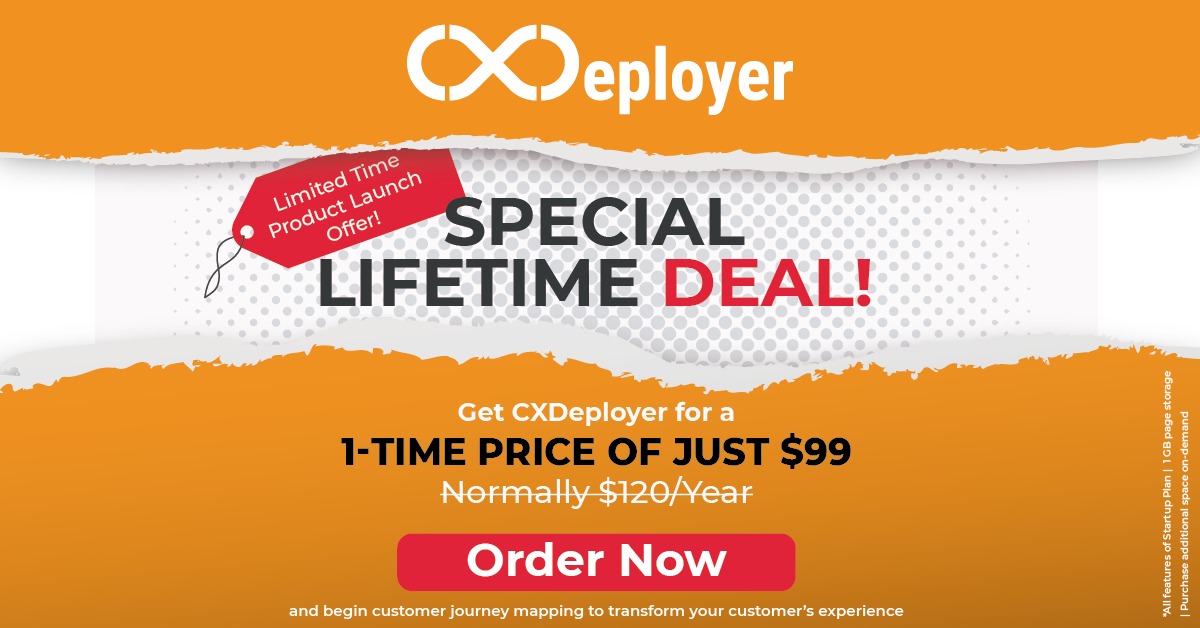 CXDeployer
Limited Time
Product Launch
Offer!
SPECIAL
LIFETIME DEAL!
Get CXDeployer for a
1-TIME PRICE OF JUST $99
Normally $120/Year
Order Now
and begin customer journey mapping to transform your customer's experience
*All features of Startup Plan | 1 GB page storage
| Purchase additional space on-demand